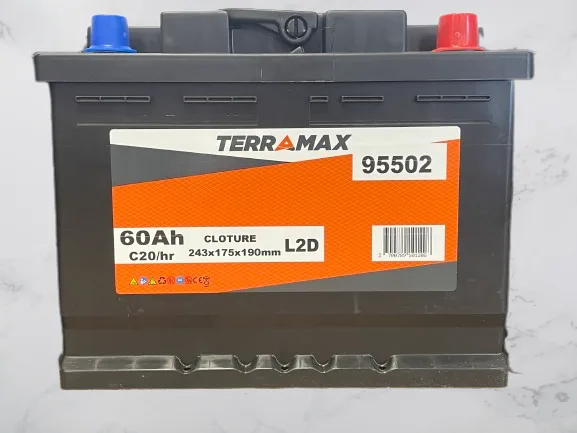 TERRAMAX
95502
60Ah
C20/hr
CLOTURE
243x175x190mm
L2D